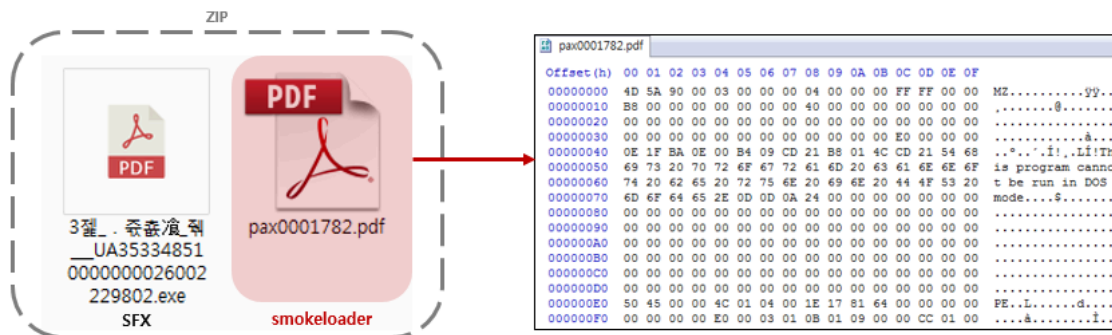 ZIP
PDF
PDF
3젤_ . 죿춢飡_줵
__UA35334851
0000000026002
229802.exe
SFX
pax0001782.pdf
smokeloader
pax0001782.pdf
Offset(h) 00 01 02 03 04 05 06 07 08 09 0A 0B 0C 0D 0E 0F
00000000 4D 5A 90 00 03 00 00 00 04 00 00 00 FF FF 00 00 MZ..........ÿÿ..
00000010 B8 00 00 00 00 00 00 00 40 00 00 00 00 00 00 00 ¸.......@.......
00000020 00 00 00 00 00 00 00 00 00 00 00 00 00 00 00 00 ................
00000030 00 00 00 00 00 00 00 00 00 00 00 00 E0 00 00 00 ............à...
00000040 0E 1F BA 0E 00 B4 09 CD 21 B8 01 4C CD 21 54 68 ..º..´.Í!¸.LÍ!Th
00000050 69 73 20 70 72 6F 67 72 61 6D 20 63 61 6E 6E 6F is program canno
00000060 74 20 62 65 20 72 75 6E 20 69 6E 20 44 4F 53 20 t be run in DOS
00000070 6D 6F 64 65 2E 0D 0D 0A 24 00 00 00 00 00 00 00 mode....$.......
00000080 00 00 00 00 00 00 00 00 00 00 00 00 00 00 00 00 ................
00000090 00 00 00 00 00 00 00 00 00 00 00 00 00 00 00 00 ................
000000A0 00 00 00 00 00 00 00 00 00 00 00 00 00 00 00 00 ................
000000B0 00 00 00 00 00 00 00 00 00 00 00 00 00 00 00 00 ................
000000C0 00 00 00 00 00 00 00 00 00 00 00 00 00 00 00 00 ................
000000D0 00 00 00 00 00 00 00 00 00 00 00 00 00 00 00 00 ................
000000E0 50 45 00 00 4C 01 04 00 1E 17 81 64 00 00 00 00 PE..L......d....
000000F0 00 00 00 00 E0 00 03 01 0B 01 09 00 00 CC 01 00 ....à........Ì..